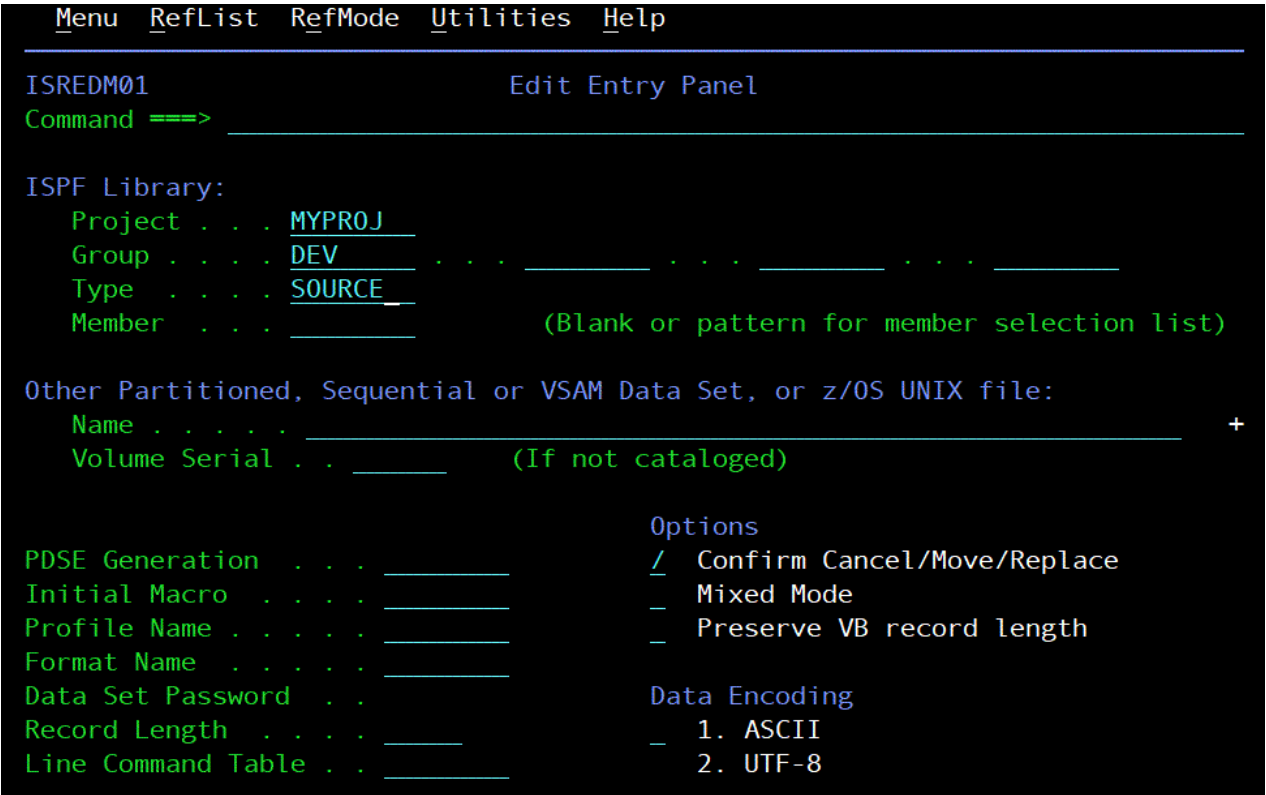 Menu  RefList  RefMode  Utilities  Help
ISREDM01                       Edit Entry Panel
Command ===>
ISPF Library:
Project . . . MYPROJ
Group . . . . DEV      . . .          . . .          . . .
Type  . . . . SOURCE
Member  . . .                 (Blank or pattern for member selection list)
Other Partitioned, Sequential or VSAM Data Set, or z/OS UNIX file:
Name . . . . .                                                            +
Volume Serial . .          (If not cataloged)
Options
PDSE Generation  . . .                  /  Confirm Cancel/Move/Replace
Initial Macro  . . . .                  _  Mixed Mode
Profile Name . . . . .                  _  Preserve VB record length
Format Name  . . . . .
Data Set Password  . .                  Data Encoding
Record Length  . . . .                  _  1. ASCII
Line Command Table . .                     2. UTF-8